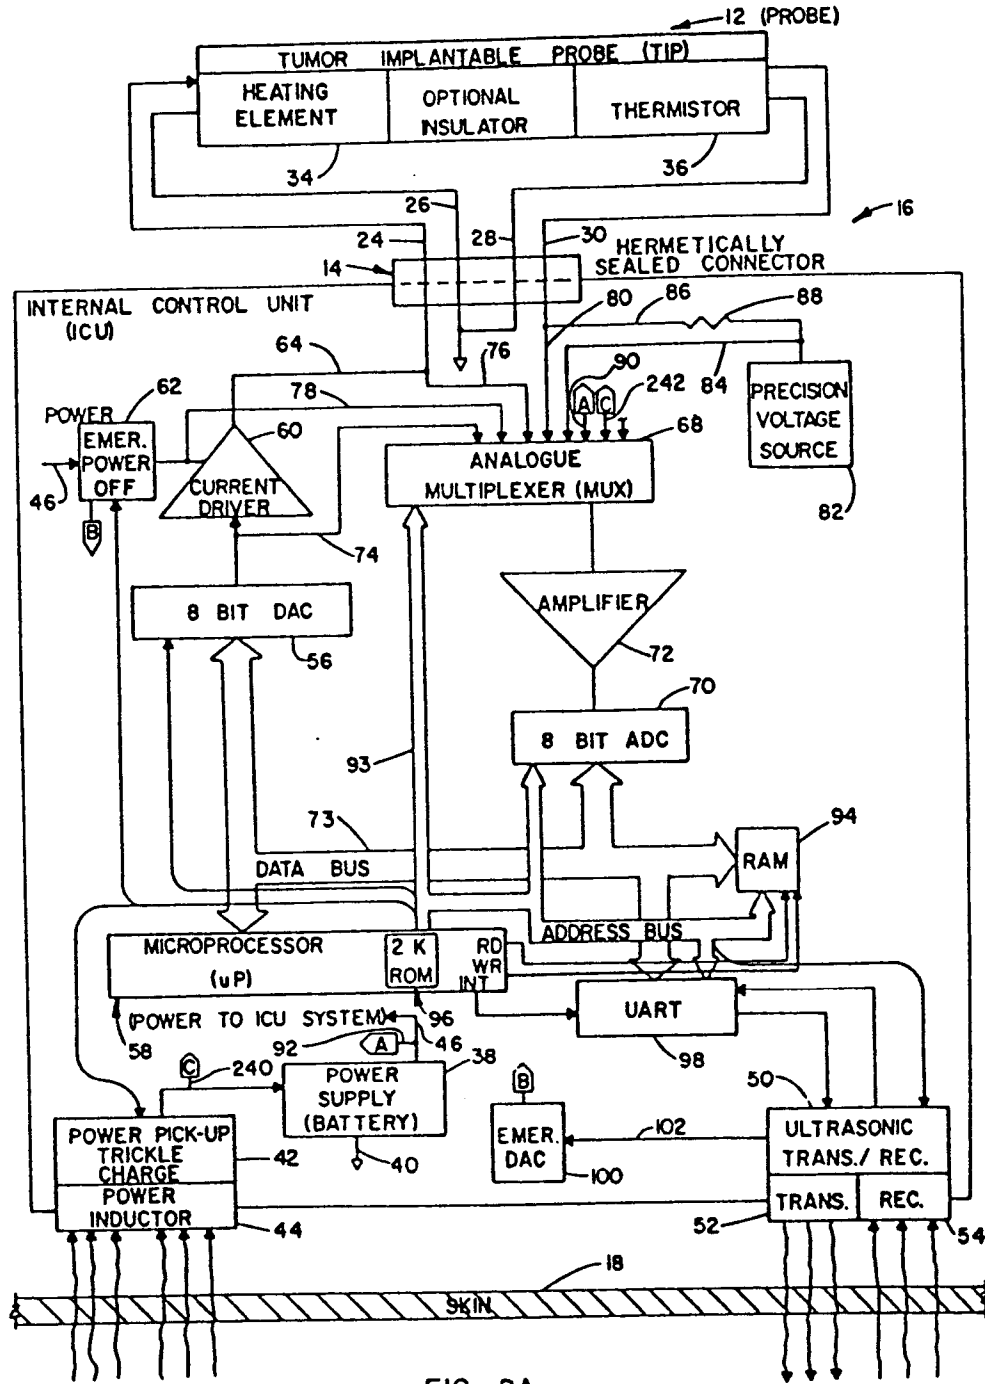 12 (PROBE)
TUMOR IMPLANTABLE PROBE (TIP)
HEATING ELEMENT
OPTIONAL INSULATOR
THERMISTOR
34
36
26
24
28
30
16
14
HERMETICALLY SEALED CONNECTOR
INTERNAL CONTROL UNIT (ICU)
80
86
88
64
76
90
84
62
78
242
POWER
60
A
C
68
PRECISION VOLTAGE SOURCE
EMER. POWER OFF
ANALOGUE MULTIPLEXER (MUX)
46
CURRENT DRIVER
82
B
74
8 BIT DAC
AMPLIFIER
56
72
70
8 BIT ADC
93
73
94
DATA BUS
RAM
ADDRESS BUS
MICROPROCESSOR (uP)
2 K ROM
RD
WR
INT
UART
(POWER TO ICU SYSTEM)
58
96
92
A
46
38
98
C
240
POWER SUPPLY (BATTERY)
B
50
POWER PICK-UP TRICKLE CHARGE
42
40
EMER. DAC
102
100
ULTRASONIC TRANS./ REC.
POWER INDUCTOR
44
52
TRANS.
REC.
54
18
SKIN
FIG. 2A